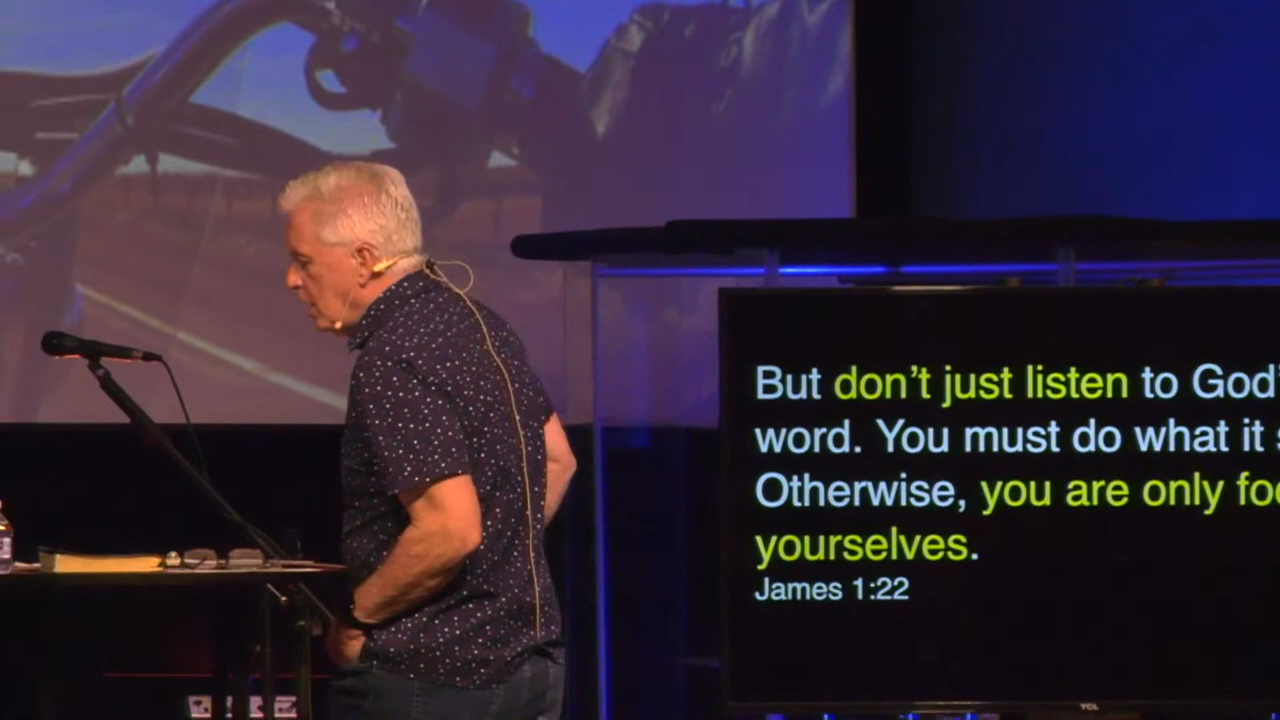 But don't just listen to God'
word. You must do what it
Otherwise, you are only
yourselves.
James 1:22
TCL